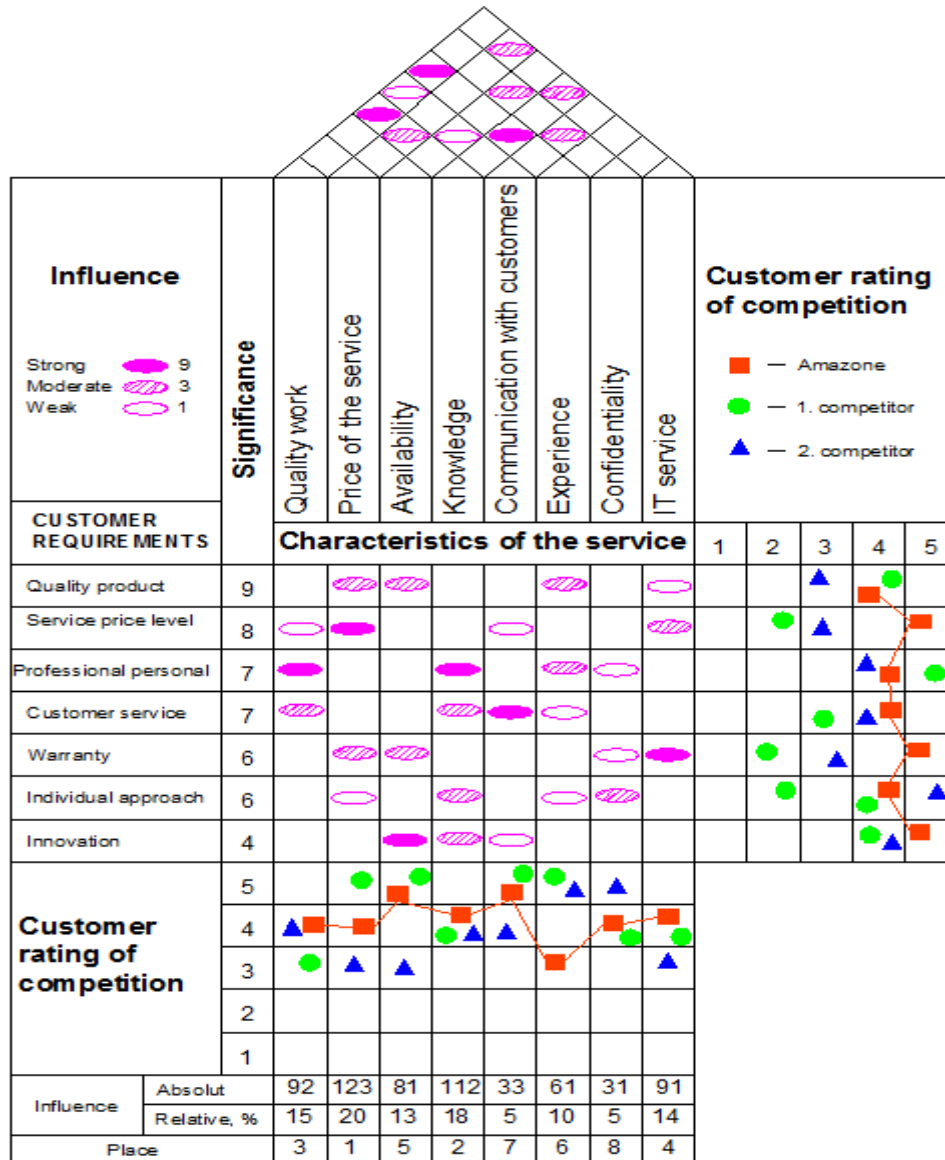 Influence
Strong 9
Moderate 3
Weak 1
Significance
Quality work
Price of the service
Availability
Knowledge
Communication with customers
Experience
Confidentiality
IT service
Customer rating
of competition
— Amazone
— 1. competitor
— 2. competitor
CUSTOMER
REQUIREMENTS
Characteristics of the service
1 2 3 4 5
Quality product 9
Service price level 8
Professional personal 7
Customer service 7
Warranty 6
Individual approach 6
Innovation 4
Customer
rating of
competition
5
4
3
2
1
Influence
Absolut 92 123 81 112 33 61 31 91
Relative, % 15 20 13 18 5 10 5 14
Place 3 1 5 2 7 6 8 4